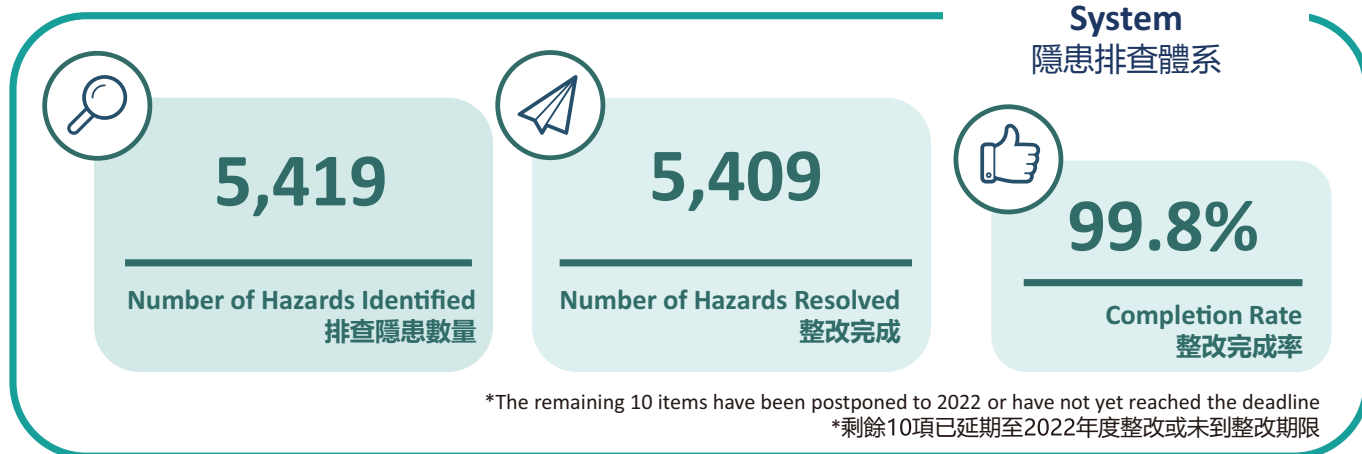 System
隱患排查體系
5,419
Number of Hazards Identified
排查隱患數量
5,409
Number of Hazards Resolved
整改完成
99.8%
Completion Rate
整改完成率
*The remaining 10 items have been postponed to 2022 or have not yet reached the deadline
*剩餘10項已延期至2022年度整改或未到整改期限